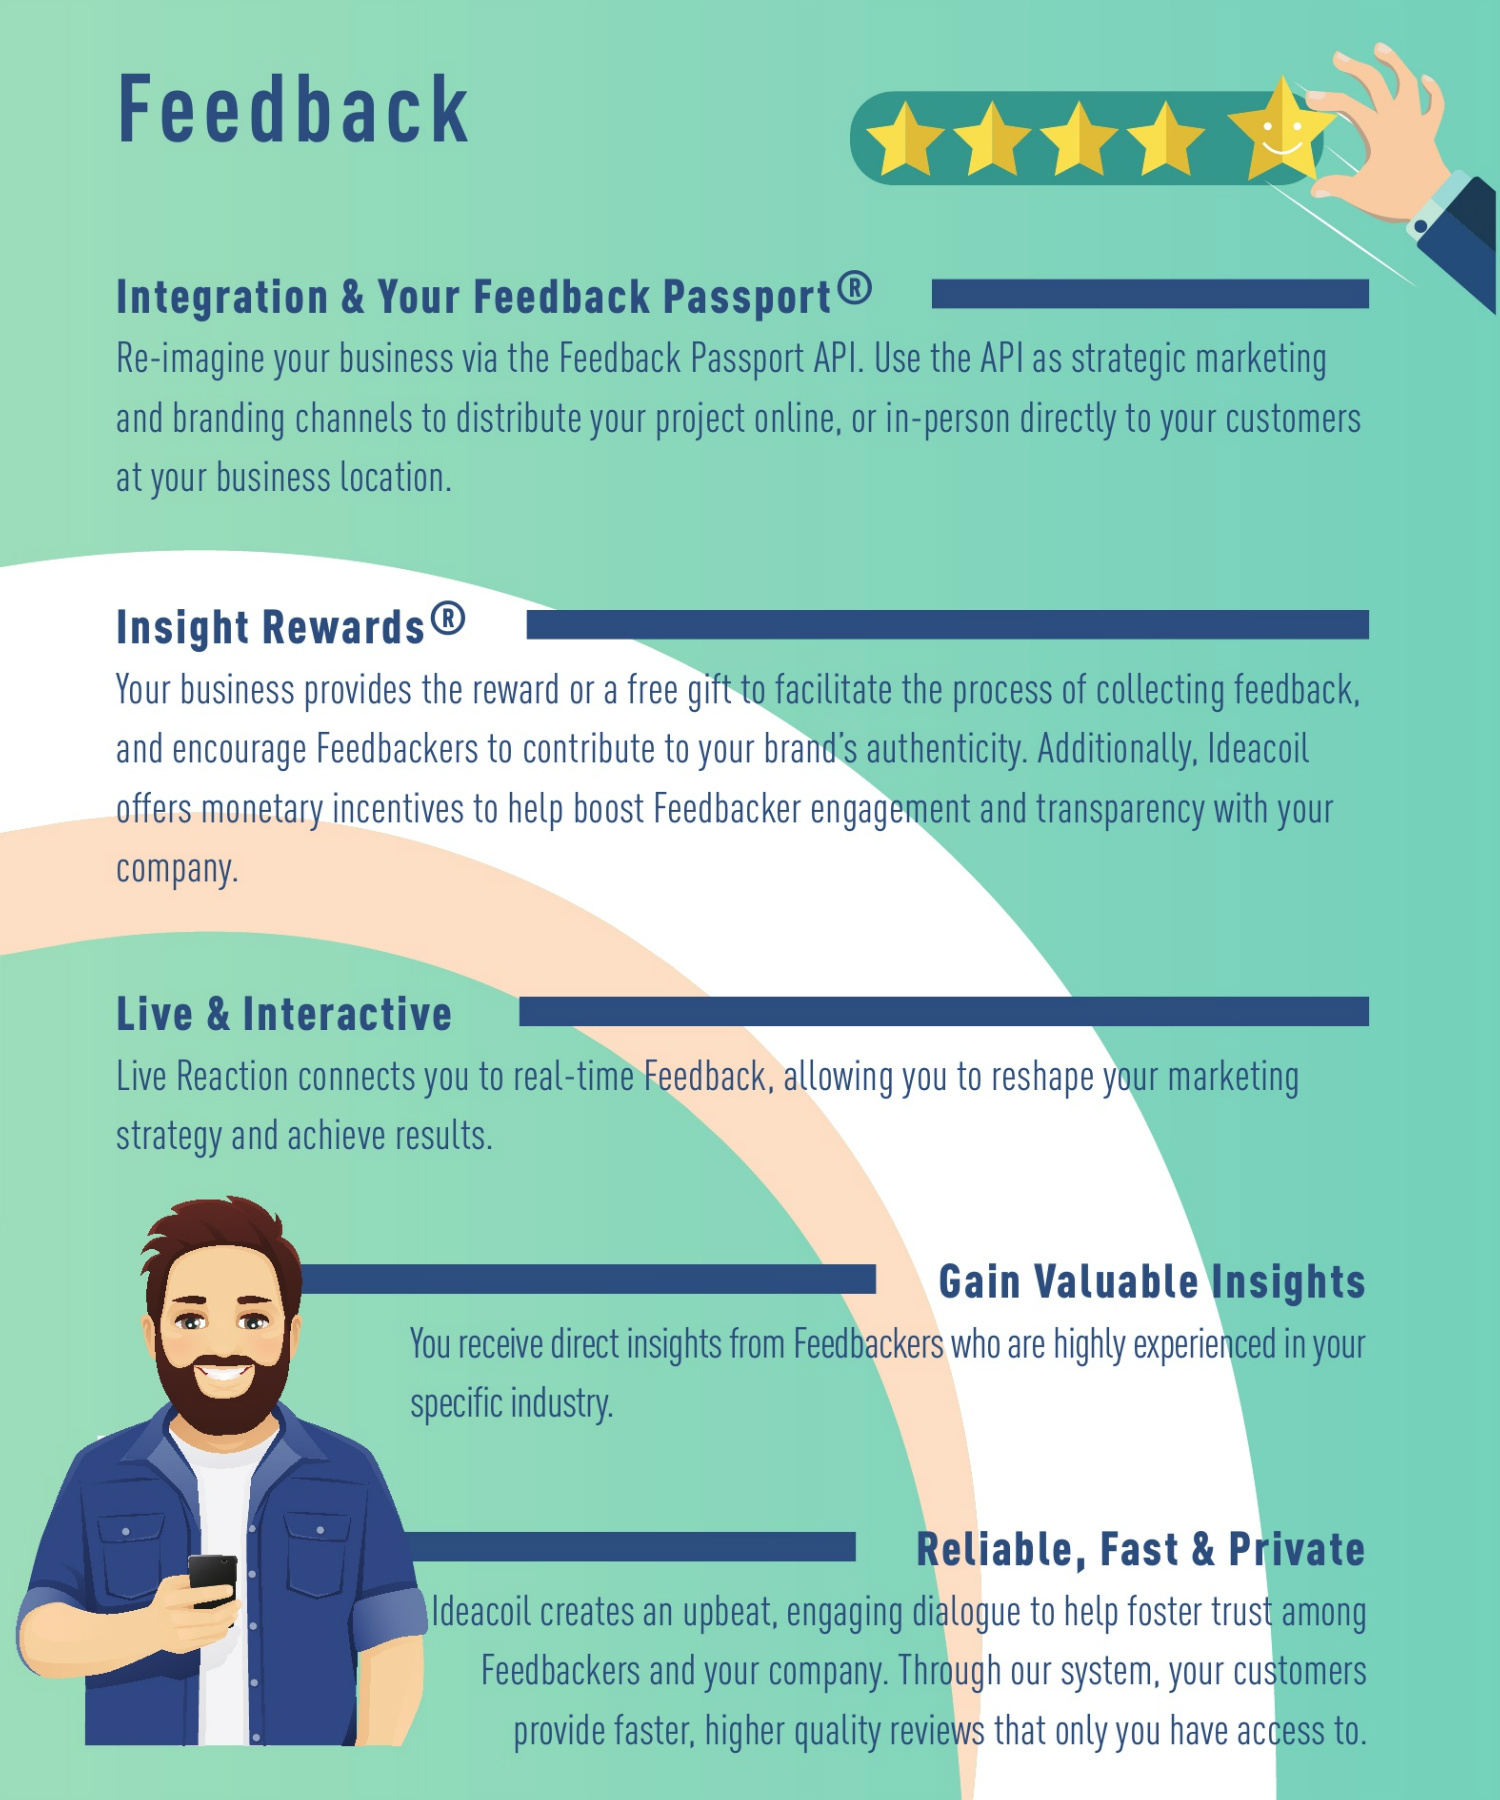 Feedback
Integration & Your Feedback Passport®
Re-imagine your business via the Feedback Passport API. Use the API as strategic marketing
and branding channels to distribute your project online, or in-person directly to your customers
at your business location.
Insight Rewards®
Your business provides the reward or a free gift to facilitate the process of collecting feedback,
and encourage Feedbackers to contribute to your brand's authenticity. Additionally, Ideacoil
offers monetary incentives to help boost Feedbacker engagement and transparency with your
company.
Live & Interactive
Live Reaction connects you to real-time Feedback, allowing you to reshape your marketing
strategy and achieve results.
Gain Valuable Insights
You receive direct insights from Feedbackers who are highly experienced in your
specific industry.
Reliable, Fast & Private
Ideacoil creates an upbeat, engaging dialogue to help foster trust among
Feedbackers and your company. Through our system, your customers
provide faster, higher quality reviews that only you have access to.